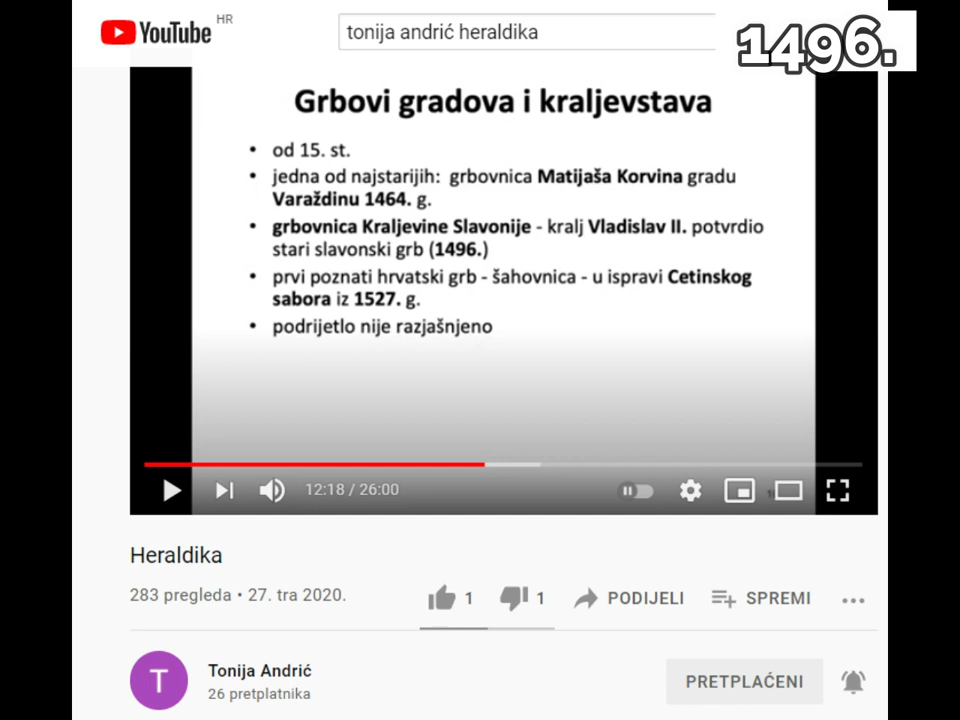 YouTube HR
tonija andrić heraldika
1496.
Grbovi gradova i kraljevstava
• od 15. st.
• jedna od najstarijih: grbovnica Matijaša Korvina gradu
Varaždinu 1464. g.
• grbovnica Kraljevine Slavonije - kralj Vladislav II. potvrdio
stari slavonski grb (1496.)
• prvi poznati hrvatski grb - šahovnica - u ispravi Cetinskog
sabora iz 1527. g.
• podrijetlo nije razjašnjeno
12:18 / 26:00
Heraldika
283 pregleda • 27. tra 2020.
1 1 PODIJELI SPREMI
T
Tonija Andrić
26 pretplatnika
PRETPLAĆENI